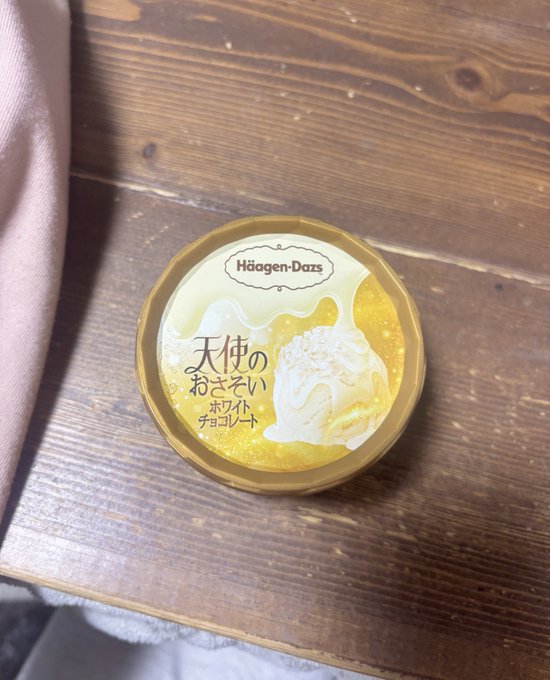 Häagen-Dazs
天使の
おさそい
ホワイト
チョコレート